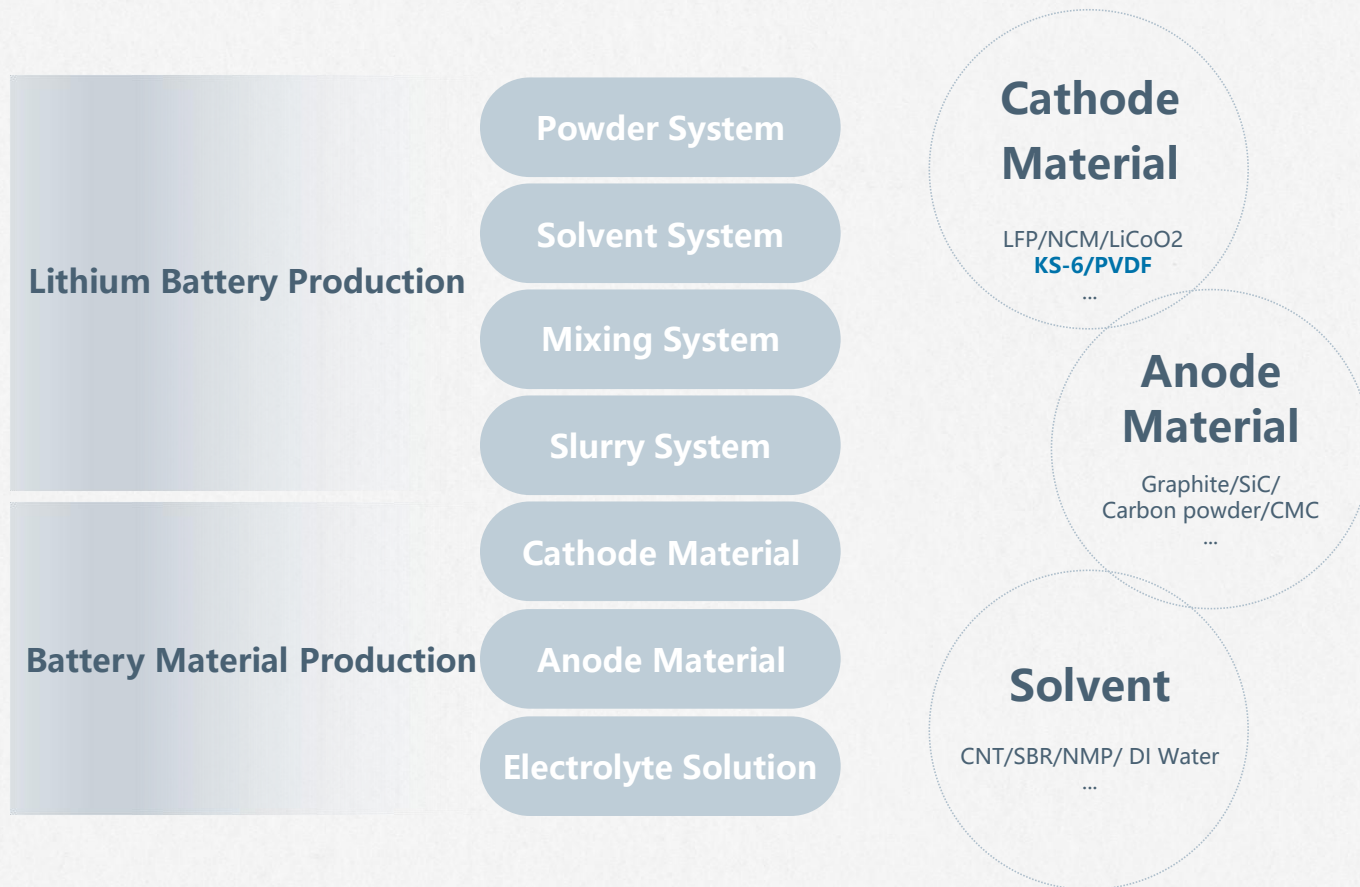 Lithium Battery Production
Powder System
Solvent System
Mixing System
Slurry System
Battery Material Production
Cathode Material
Anode Material
Electrolyte Solution
Cathode
Material
LFP/NCM/LiCoO2
KS-6/PVDF
...
Anode
Material
Graphite/SiC/
Carbon powder/CMC
...
Solvent
CNT/SBR/NMP/ DI Water
...